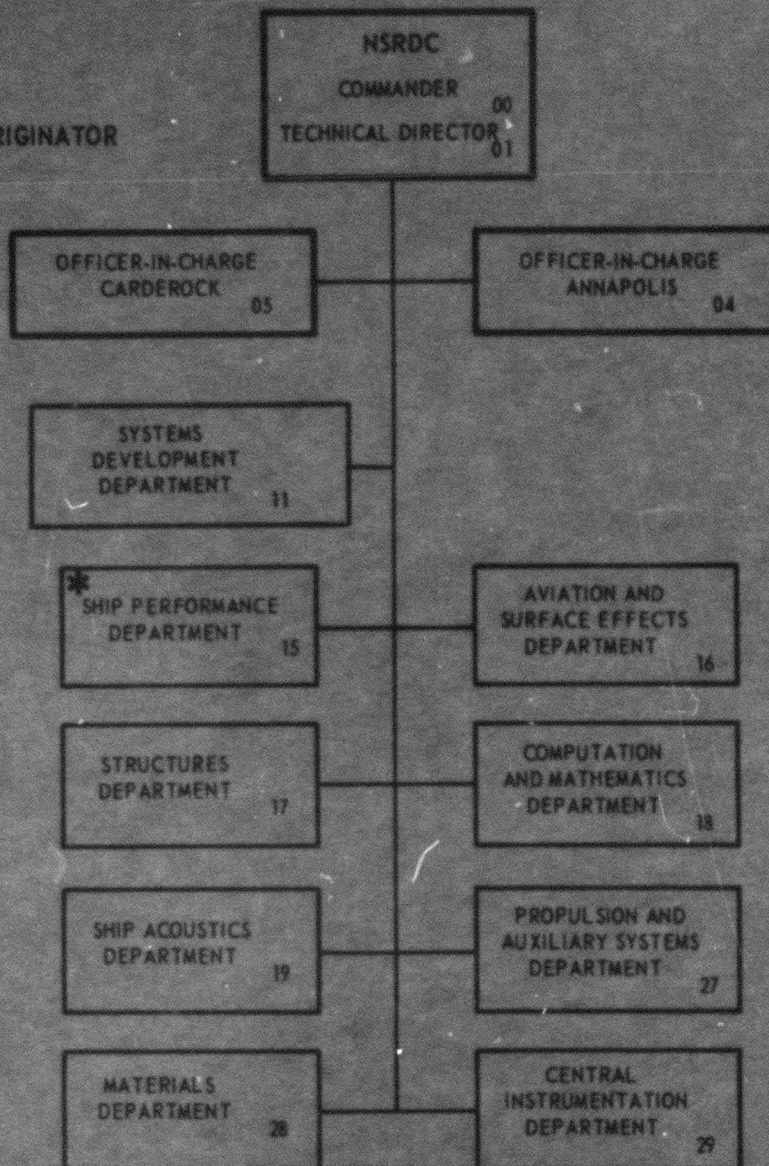 NSRDC
COMMANDER
00
TECHNICAL DIRECTOR
01
RIGINATOR
OFFICER-IN-CHARGE
CARDEROCK
05
OFFICER-IN-CHARGE
ANNAPOLIS
04
SYSTEMS
DEVELOPMENT
DEPARTMENT
11
*
SHIP PERFORMANCE
DEPARTMENT
15
AVIATION AND
SURFACE EFFECTS
DEPARTMENT
16
STRUCTURES
DEPARTMENT
17
COMPUTATION
AND MATHEMATICS
DEPARTMENT
18
SHIP ACOUSTICS
DEPARTMENT
19
PROPULSION AND
AUXILIARY SYSTEMS
DEPARTMENT
27
MATERIALS
DEPARTMENT
28
CENTRAL
INSTRUMENTATION
DEPARTMENT
29